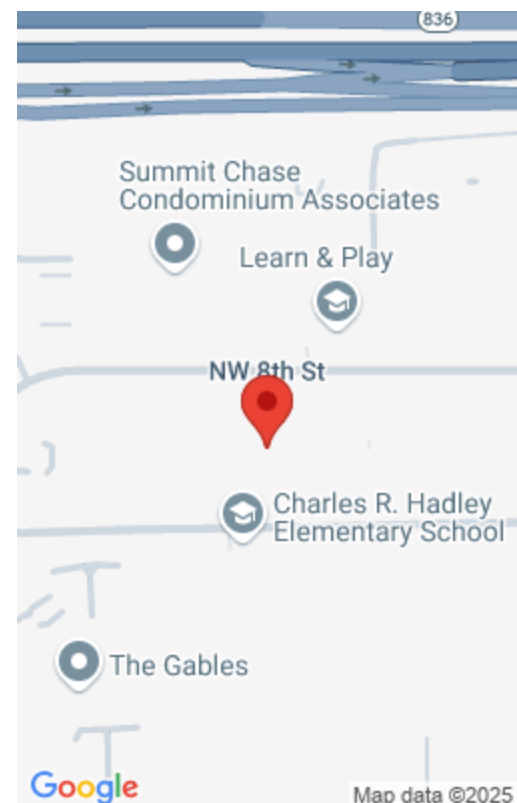 836
Summit Chase
Condominium Associates
Learn & Play
NW 8th St
Charles R. Hadley
Elementary School
The Gables
Google
Map data ©2025